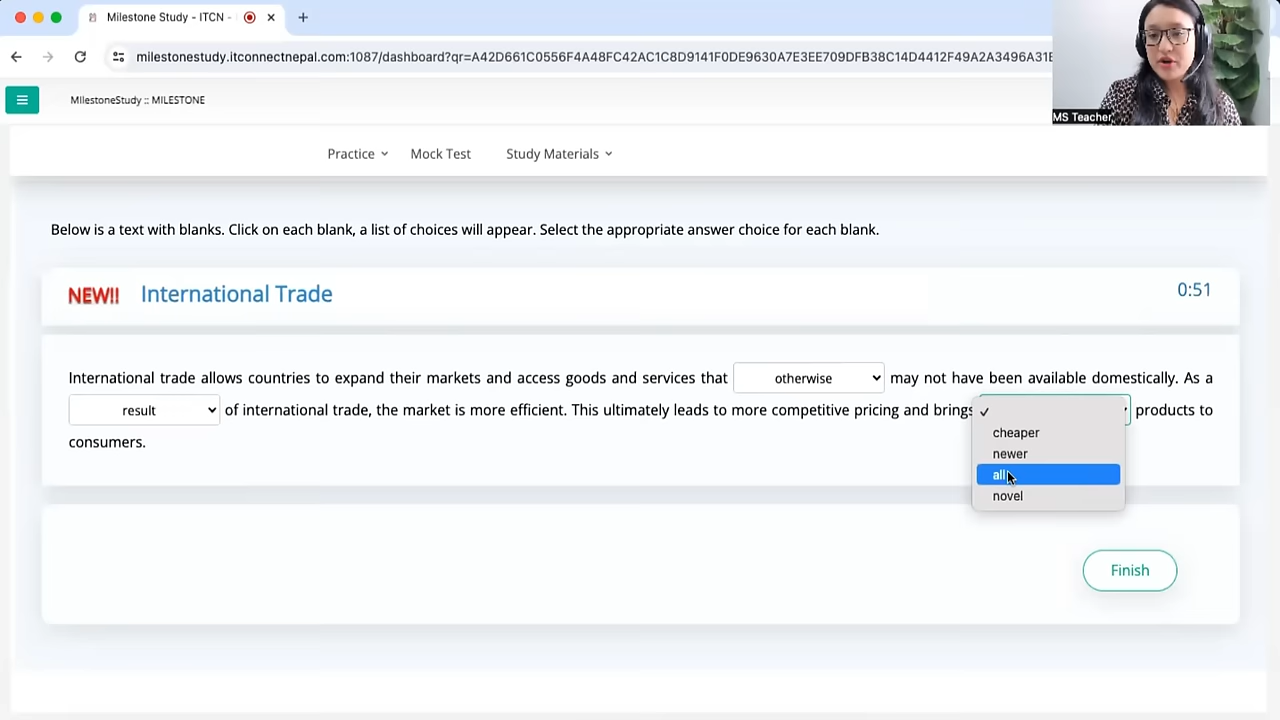 Milestone Study - ITCN -
milestonestudy.itconnectnepal.com:1087/dashboard?qr=A42D661C0556F4A48FC42AC1C8D9141F0DE9630A7E3EE709DFB38C14D4412F49A2A3496A31E
MilestoneStudy :: MILESTONE
MS Teacher
Practice Mock Test Study Materials
Below is a text with blanks. Click on each blank, a list of choices will appear. Select the appropriate answer choice for each blank.
NEW!! International Trade 0:51
International trade allows countries to expand their markets and access goods and services that otherwise may not have been available domestically. As a
result of international trade, the market is more efficient. This ultimately leads to more competitive pricing and brings products to
consumers.
cheaper
newer
all
novel
Finish